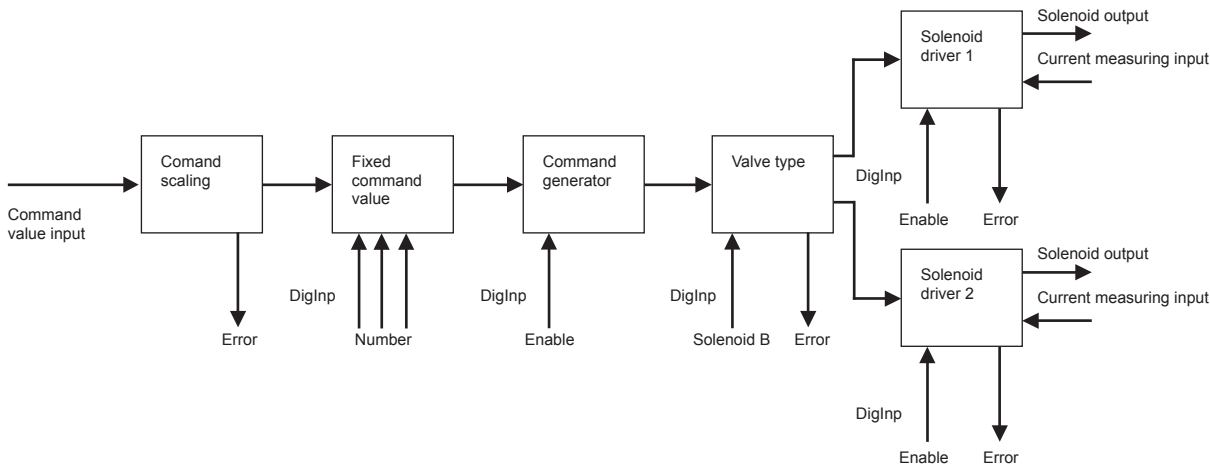 Command
value input
Comand
scaling
Error
Fixed
command
value
DigInp
Number
Command
generator
DigInp
Enable
Valve type
DigInp
Solenoid B
Error
Solenoid
driver 1
Solenoid output
Current measuring input
DigInp
Enable
Error
Solenoid
driver 2
Solenoid output
Current measuring input
DigInp
Enable
Error